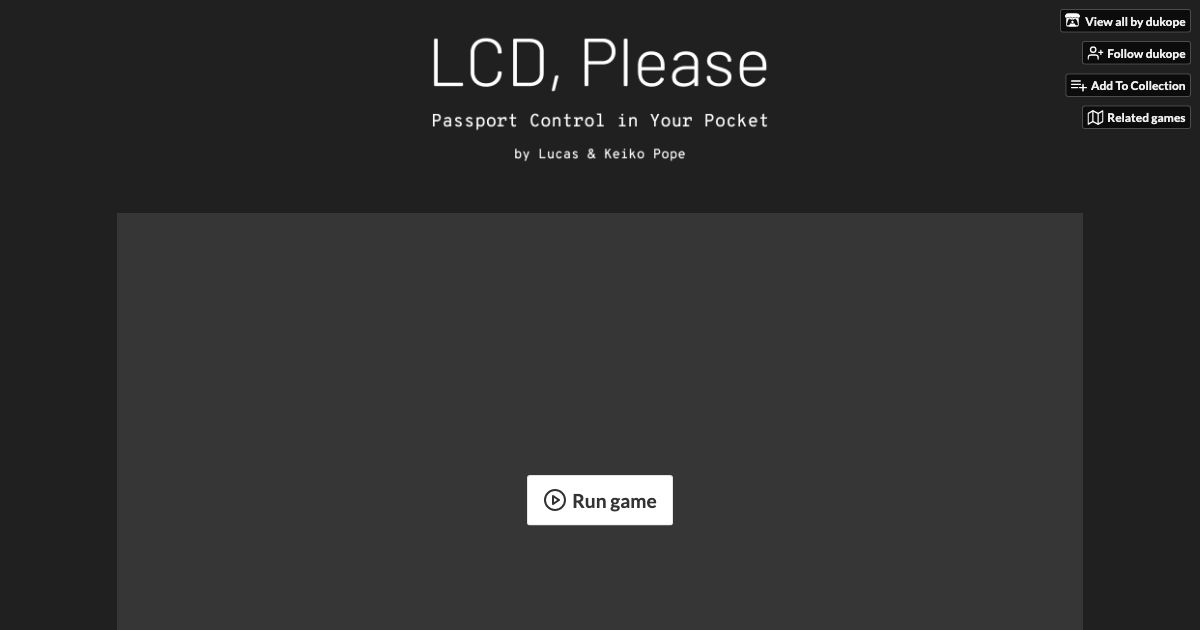 LCD, Please
Passport Control in Your Pocket
by Lucas & Keiko Pope
View all by dukope
Follow dukope
Add To Collection
Related games
Run game